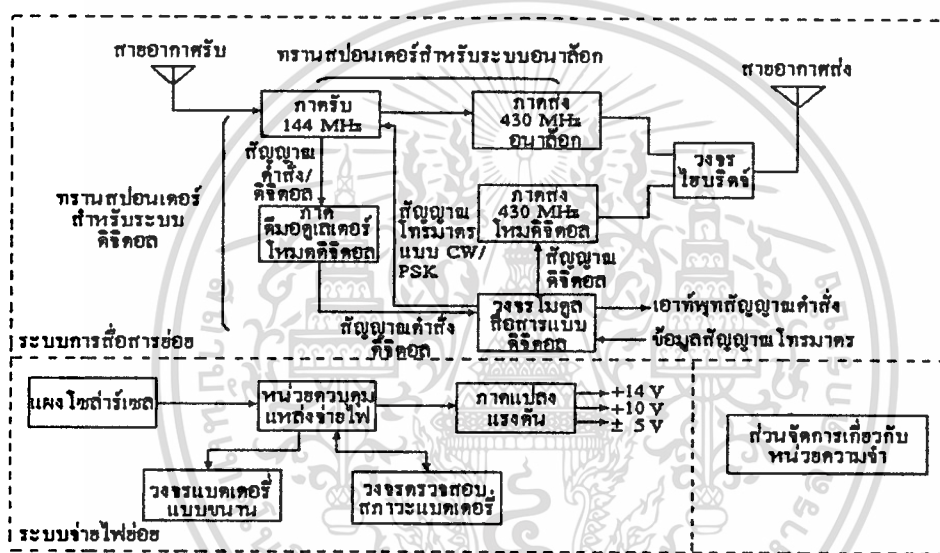 ทรานสปอนเดอร์สำหรับระบบอนาล็อก
สายอากาศรับ
สายอากาศส่ง
ภาครับ
144 MHz
ภาคส่ง
430 MHz
อนาล็อก
วงจร
ไฮบริดจ์
สัญญาณ
คำสั่ง/
ดิจิตอล
ทรานสปอนเดอร์
สำหรับระบบ
ดิจิตอล
ภาค
ดีมอดูเลเตอร์
โหมดดิจิตอล
สัญญาณ
โทรมาตร
แบบ CW/
PSK
ภาคส่ง
430 MHz
โหมดิจิตอล
สัญญาณ
ดิจิตอล
วงจรโมดูล
สื่อสารแบบ
ดิจิตอล
เอาท์พุทสัญญาณคำสั่ง
ข้อมูลสัญญาณโทรมาตร
สัญญาณคำสั่ง
ดิจิตอล
ระบบการสื่อสารย่อย
แผงโซล่าร์เซล
หน่วยควบคุม
แหล่งจ่ายไฟ
ภาคแปลง
แรงดัน
+14 V
+10 V
± 5 V
ส่วนจัดการเกี่ยวกับ
หน่วยความจำ
วงจรแบตเตอรี่
แบบขนาน
วงจรตรวจสอบ
สภาวะแบตเตอรี่
ระบบจ่ายไฟย่อย